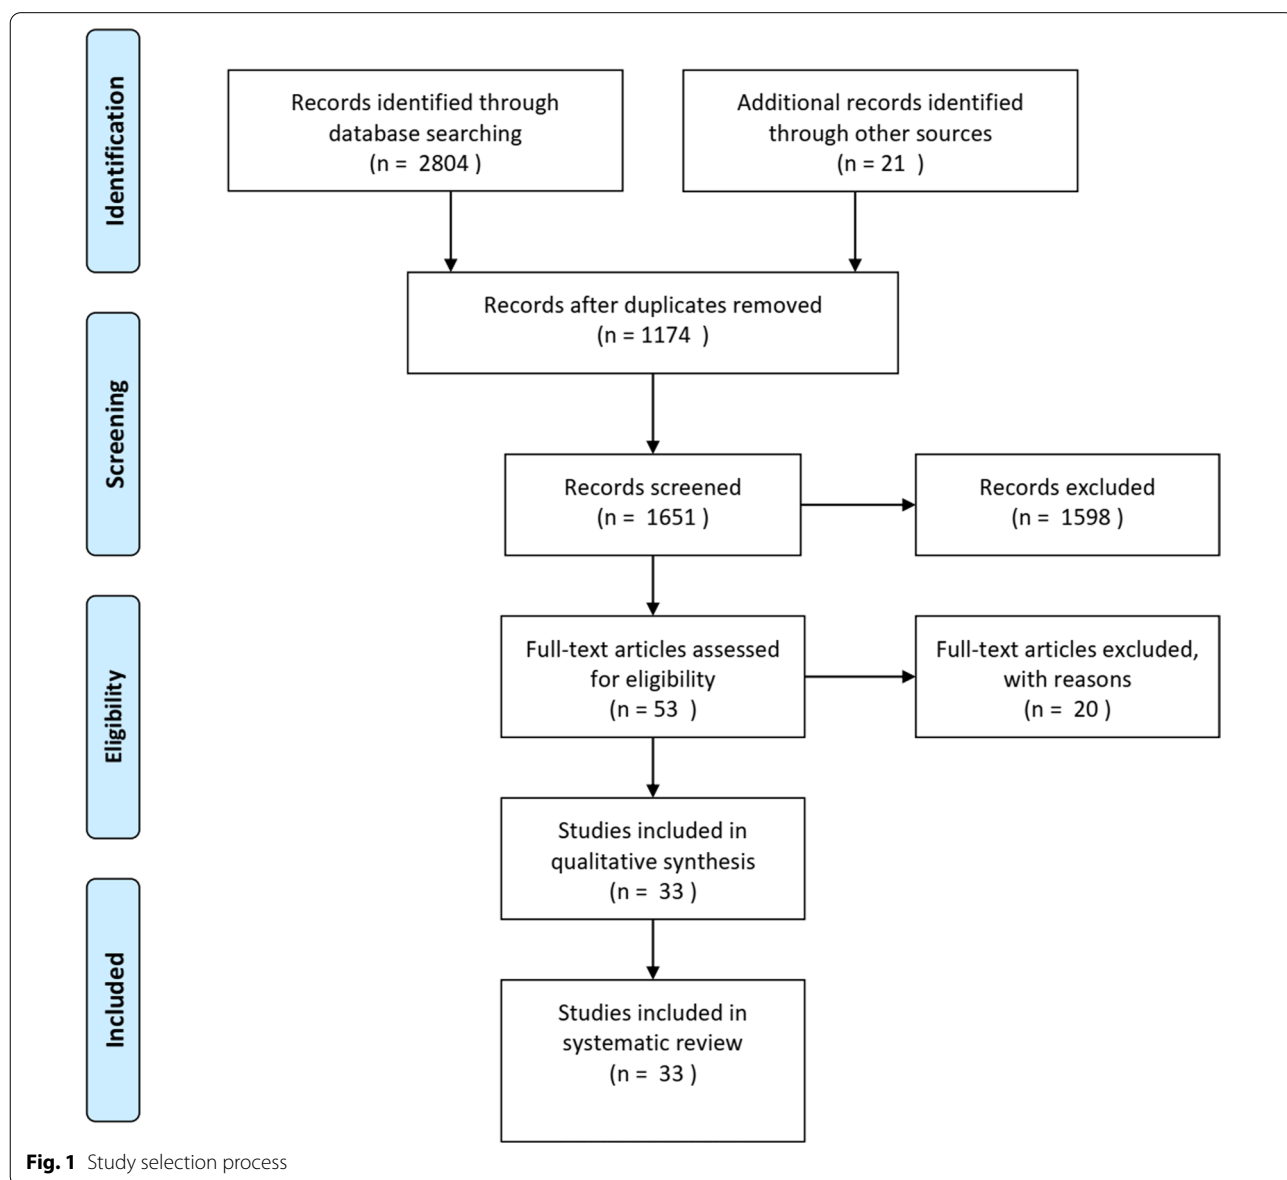 Identification
Records identified through
database searching
(n = 2804 )
Additional records identified
through other sources
(n = 21 )
Records after duplicates removed
(n = 1174 )
Screening
Records screened
(n = 1651 )
Records excluded
(n = 1598 )
Eligibility
Full-text articles assessed
for eligibility
(n = 53 )
Full-text articles excluded,
with reasons
(n = 20 )
Studies included in
qualitative synthesis
(n = 33 )
Included
Studies included in
systematic review
(n = 33 )
Fig. 1 Study selection process